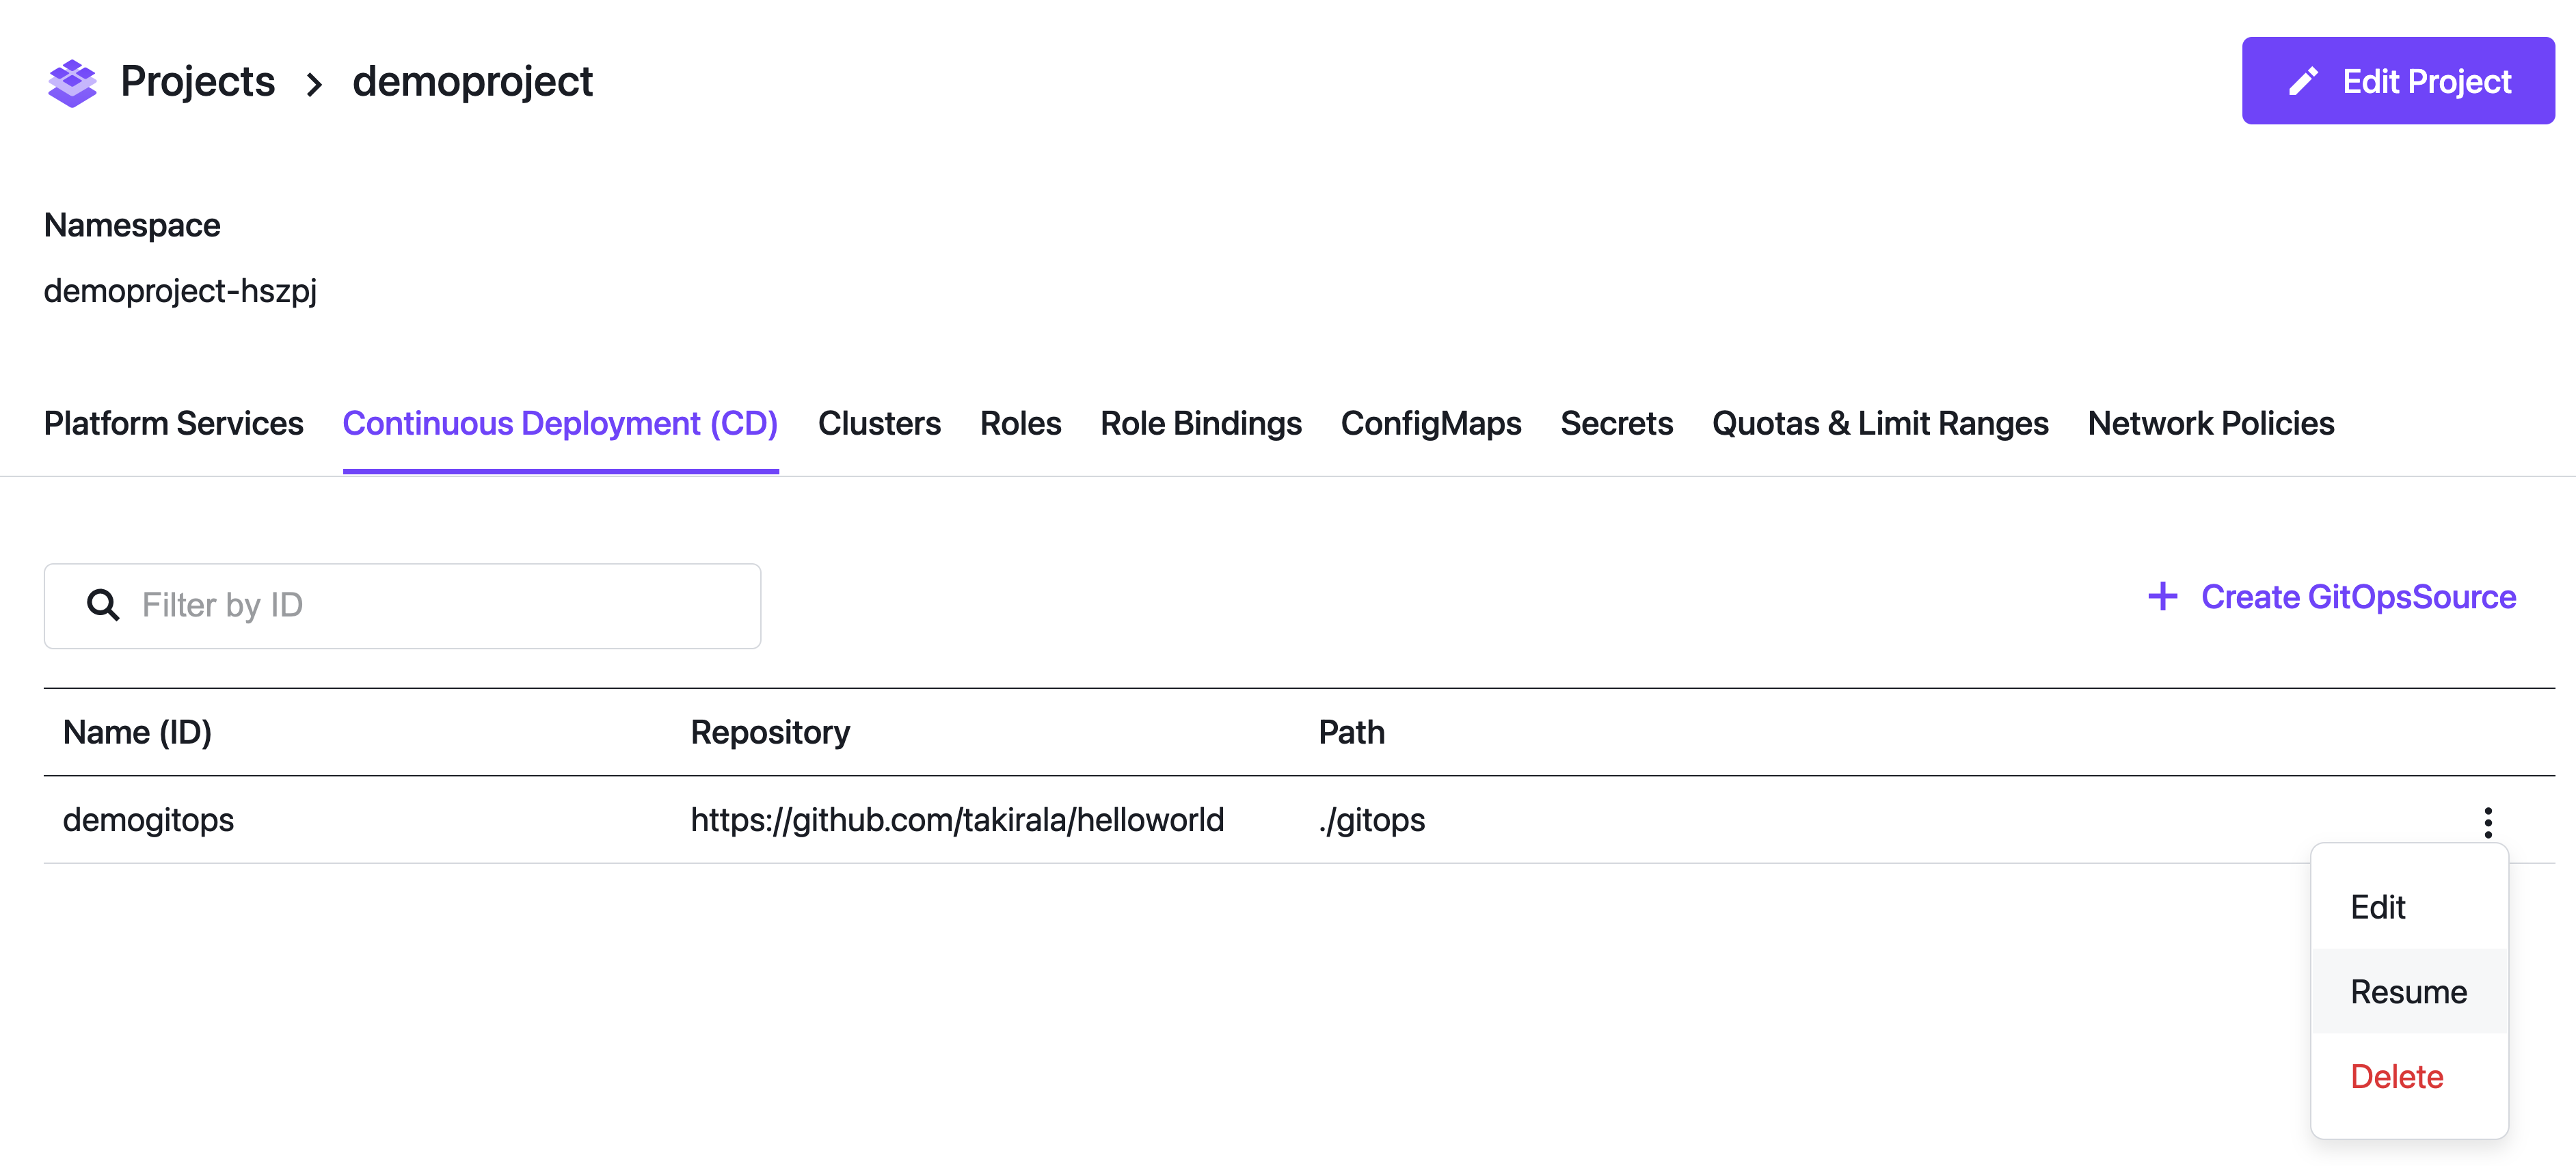 Projects > demoproject
Edit Project
Namespace
demoproject-hszpj
Platform Services Continuous Deployment (CD) Clusters Roles Role Bindings ConfigMaps Secrets Quotas & Limit Ranges Network Policies
Filter by ID
+ Create GitOpsSource
Name (ID) Repository Path
demogitops https://github.com/takirala/helloworld ./gitops
Edit
Resume
Delete